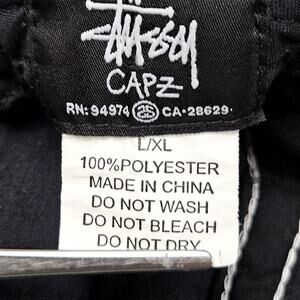 Stüssy
CAPZ
RN: 94974 CA•28629•
L/XL
100%POLYESTER
MADE IN CHINA
DO NOT WASH
DO NOT BLEACH
DO NOT DRY